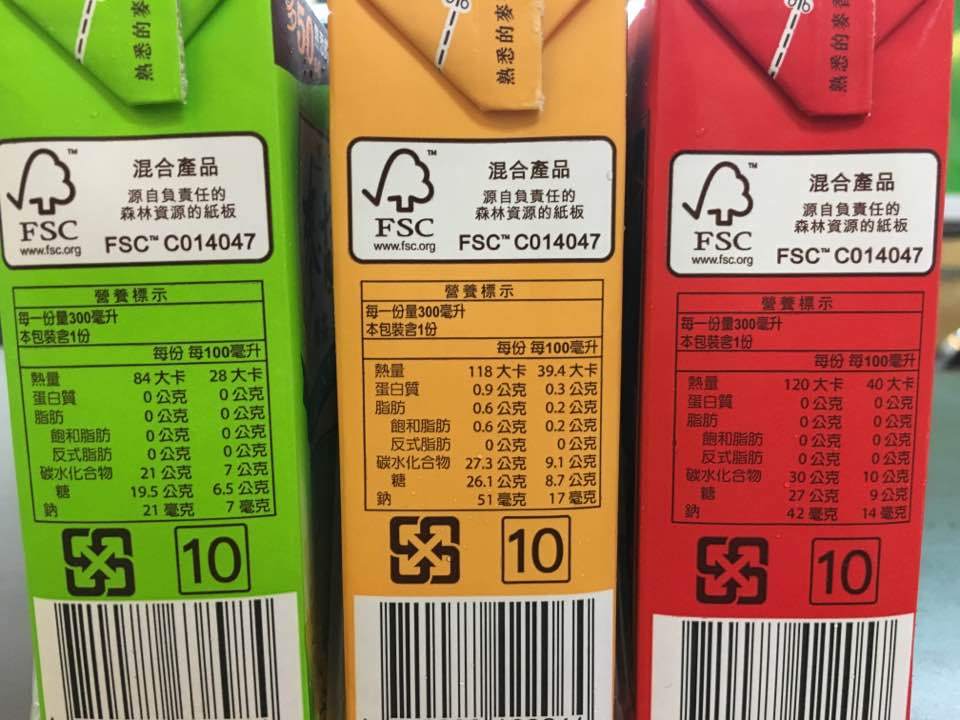 熟悉的麥
TM
混合產品
源自負責任的
森林資源的紙板
FSC
www.fsc.org
FSC™ C014047
營養標示
每一份量300毫升
本包裝含1份
每份 每100毫升
熱量 84 大卡 28 大卡
蛋白質 0 公克 0 公克
脂肪 0 公克 0 公克
飽和脂肪 0 公克 0 公克
反式脂肪 0 公克 0 公克
碳水化合物 21 公克 7 公克
糖 19.5 公克 6.5 公克
鈉 21 毫克 7 毫克
10
熟悉的麥
TM
混合產品
源自負責任的
森林資源的紙板
FSC
www.fsc.org
FSC™ C014047
營養標示
每一份量300毫升
本包裝含1份
每份 每100毫升
熱量 118 大卡 39.4 大卡
蛋白質 0.9 公克 0.3 公克
脂肪 0.6 公克 0.2 公克
飽和脂肪 0.6 公克 0.2 公克
反式脂肪 0 公克 0 公克
碳水化合物 27.3 公克 9.1 公克
糖 26.1 公克 8.7 公克
鈉 51 毫克 17 毫克
10
熟悉的麥香
TM
混合產品
源自負責任的
森林資源的紙板
FSC
www.fsc.org
FSC™ C014047
營養標示
每一份量300毫升
本包裝含1份
每份 每100毫升
熱量 120 大卡 40 大卡
蛋白質 0 公克 0 公克
脂肪 0 公克 0 公克
飽和脂肪 0 公克 0 公克
反式脂肪 0 公克 0 公克
碳水化合物 30 公克 10 公克
糖 27 公克 9 公克
鈉 42 毫克 14 毫克
10